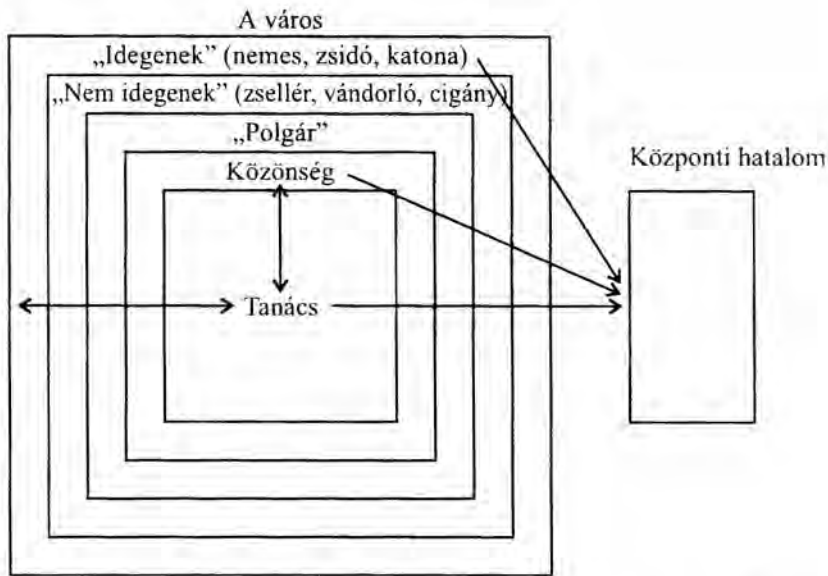 A város
„Idegenek” (nemes, zsidó, katona)
„Nem idegenek” (zsellér, vándorló, cigány)
„Polgár”
Közönség
Központi hatalom
Tanács